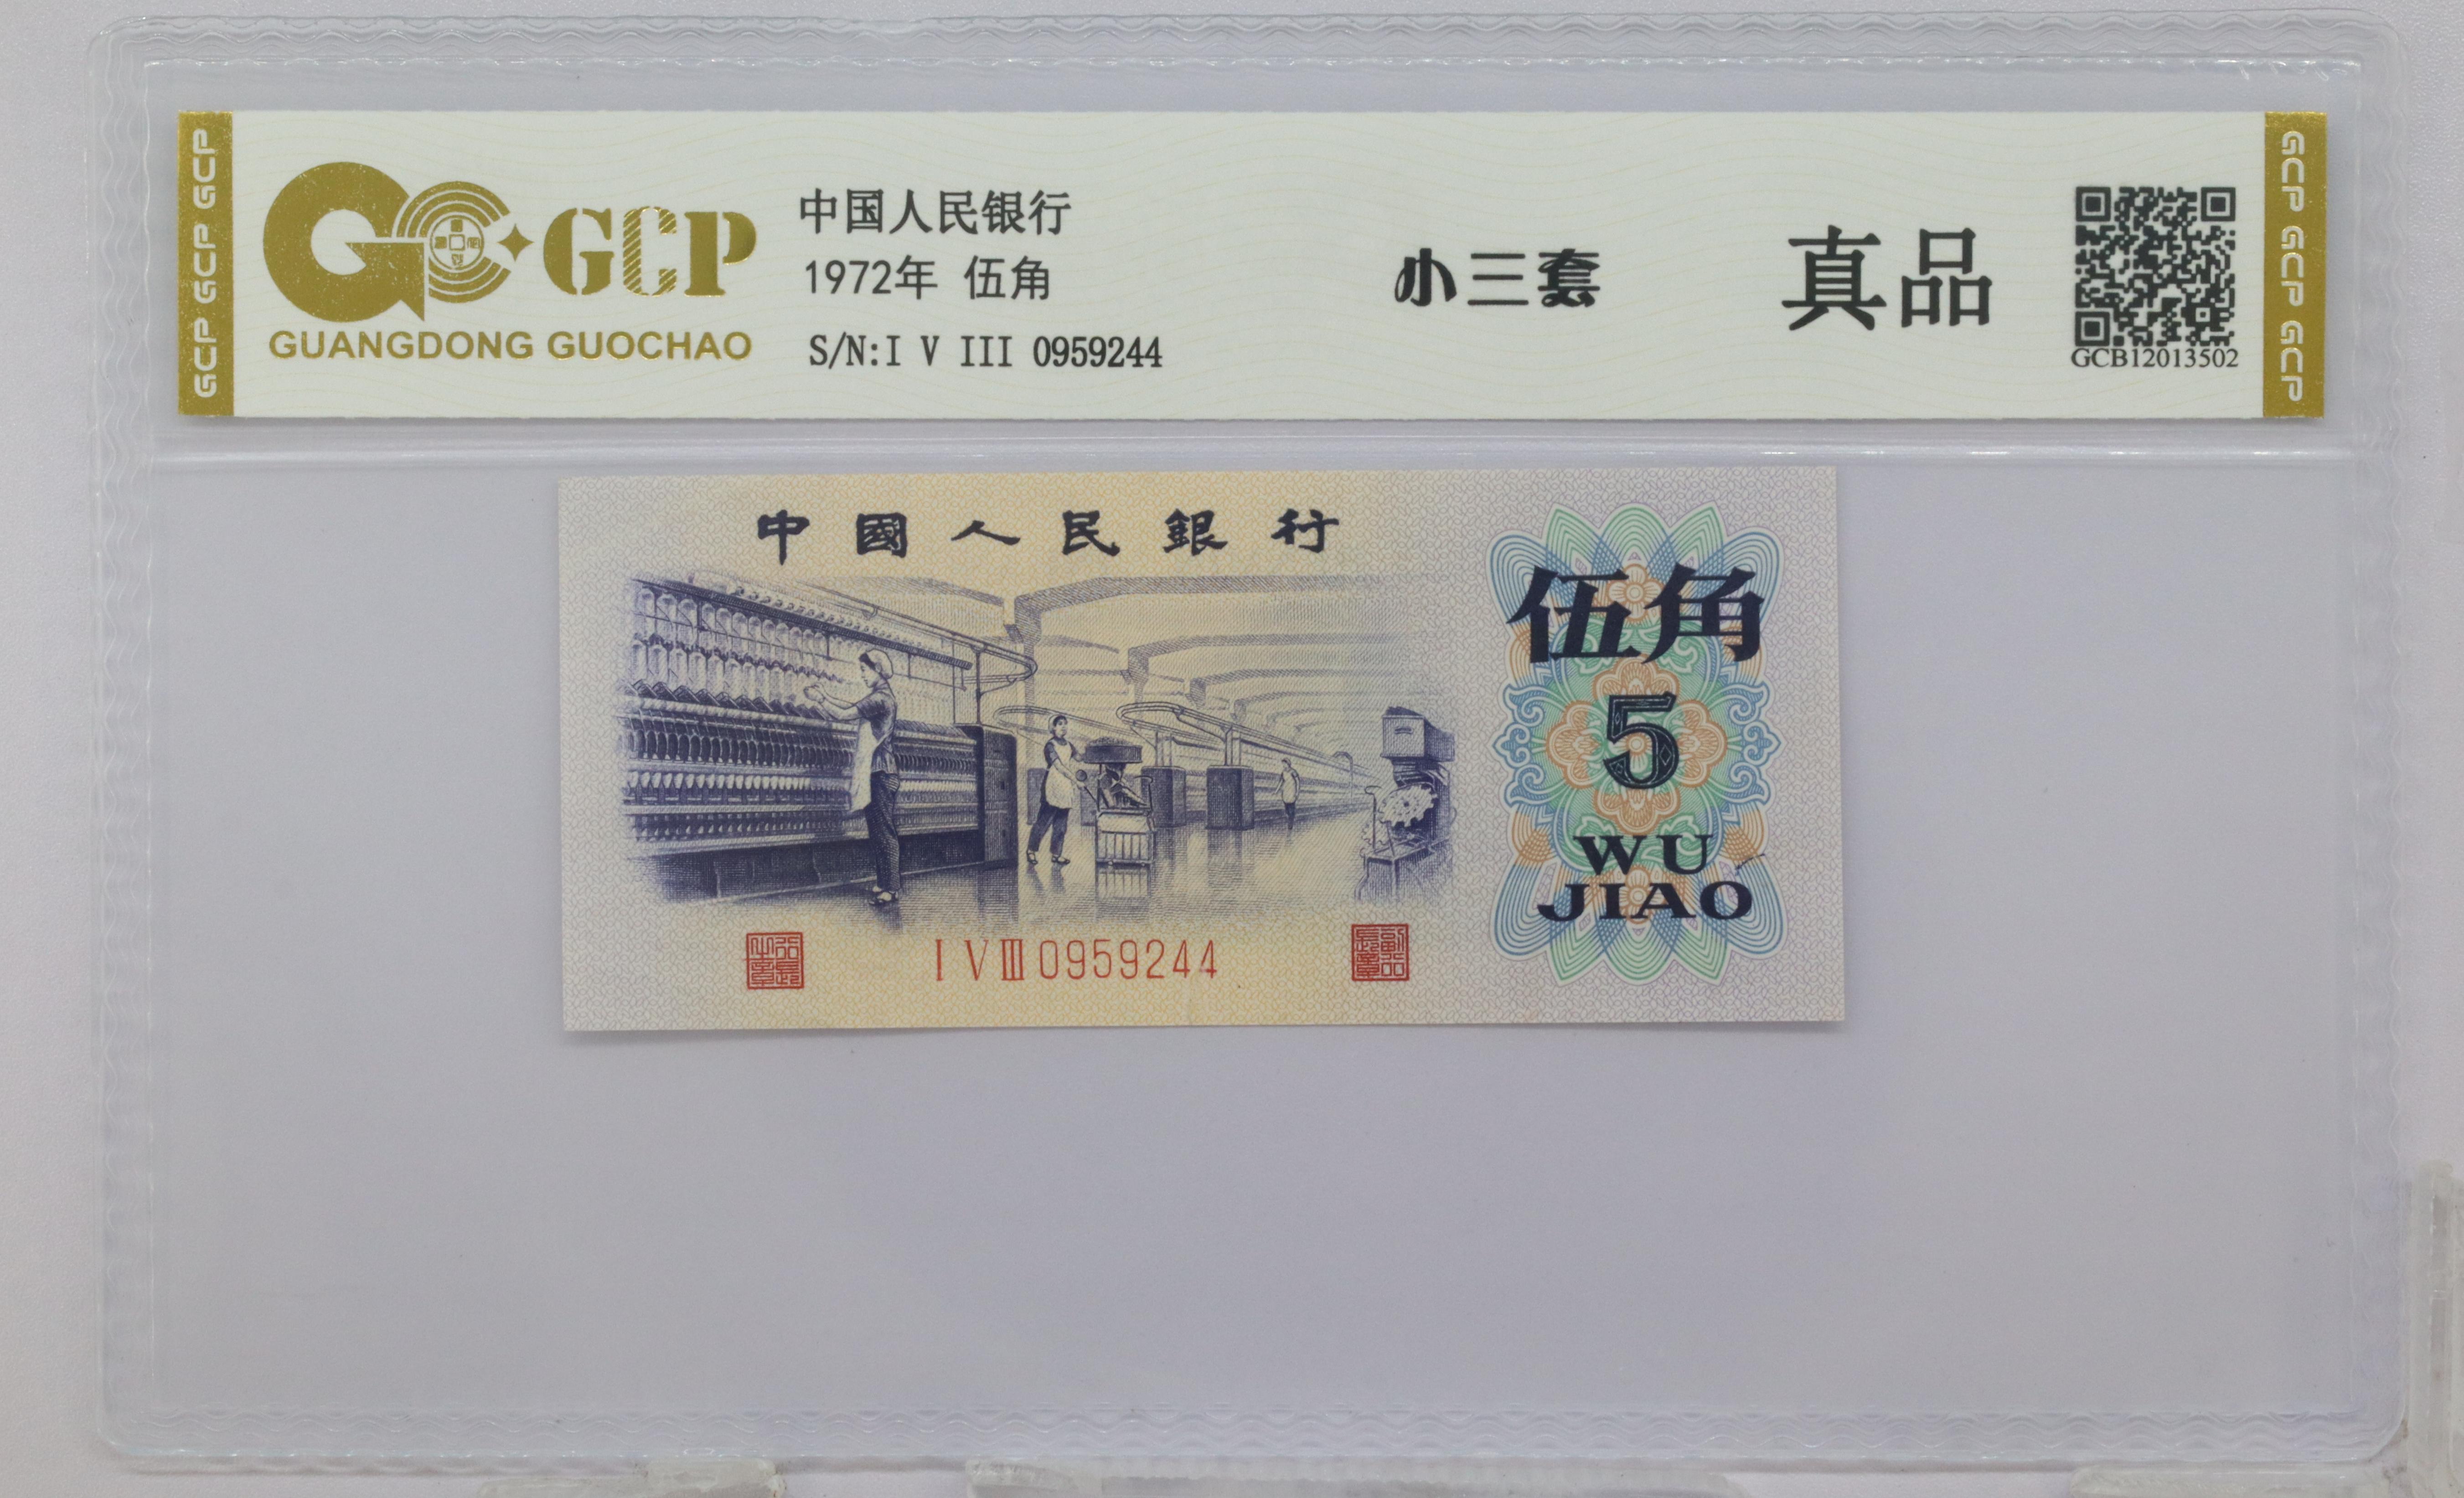 GCP GCP GCP
GCP
GUANGDONG GUOCHAO
中国人民银行
1972年 伍角
S/N:I V III 0959244
小三套
真品
GCB12013502
GCP GCP GCP
中國人民銀行
伍角
5
WU
JIAO
I V III 0959244